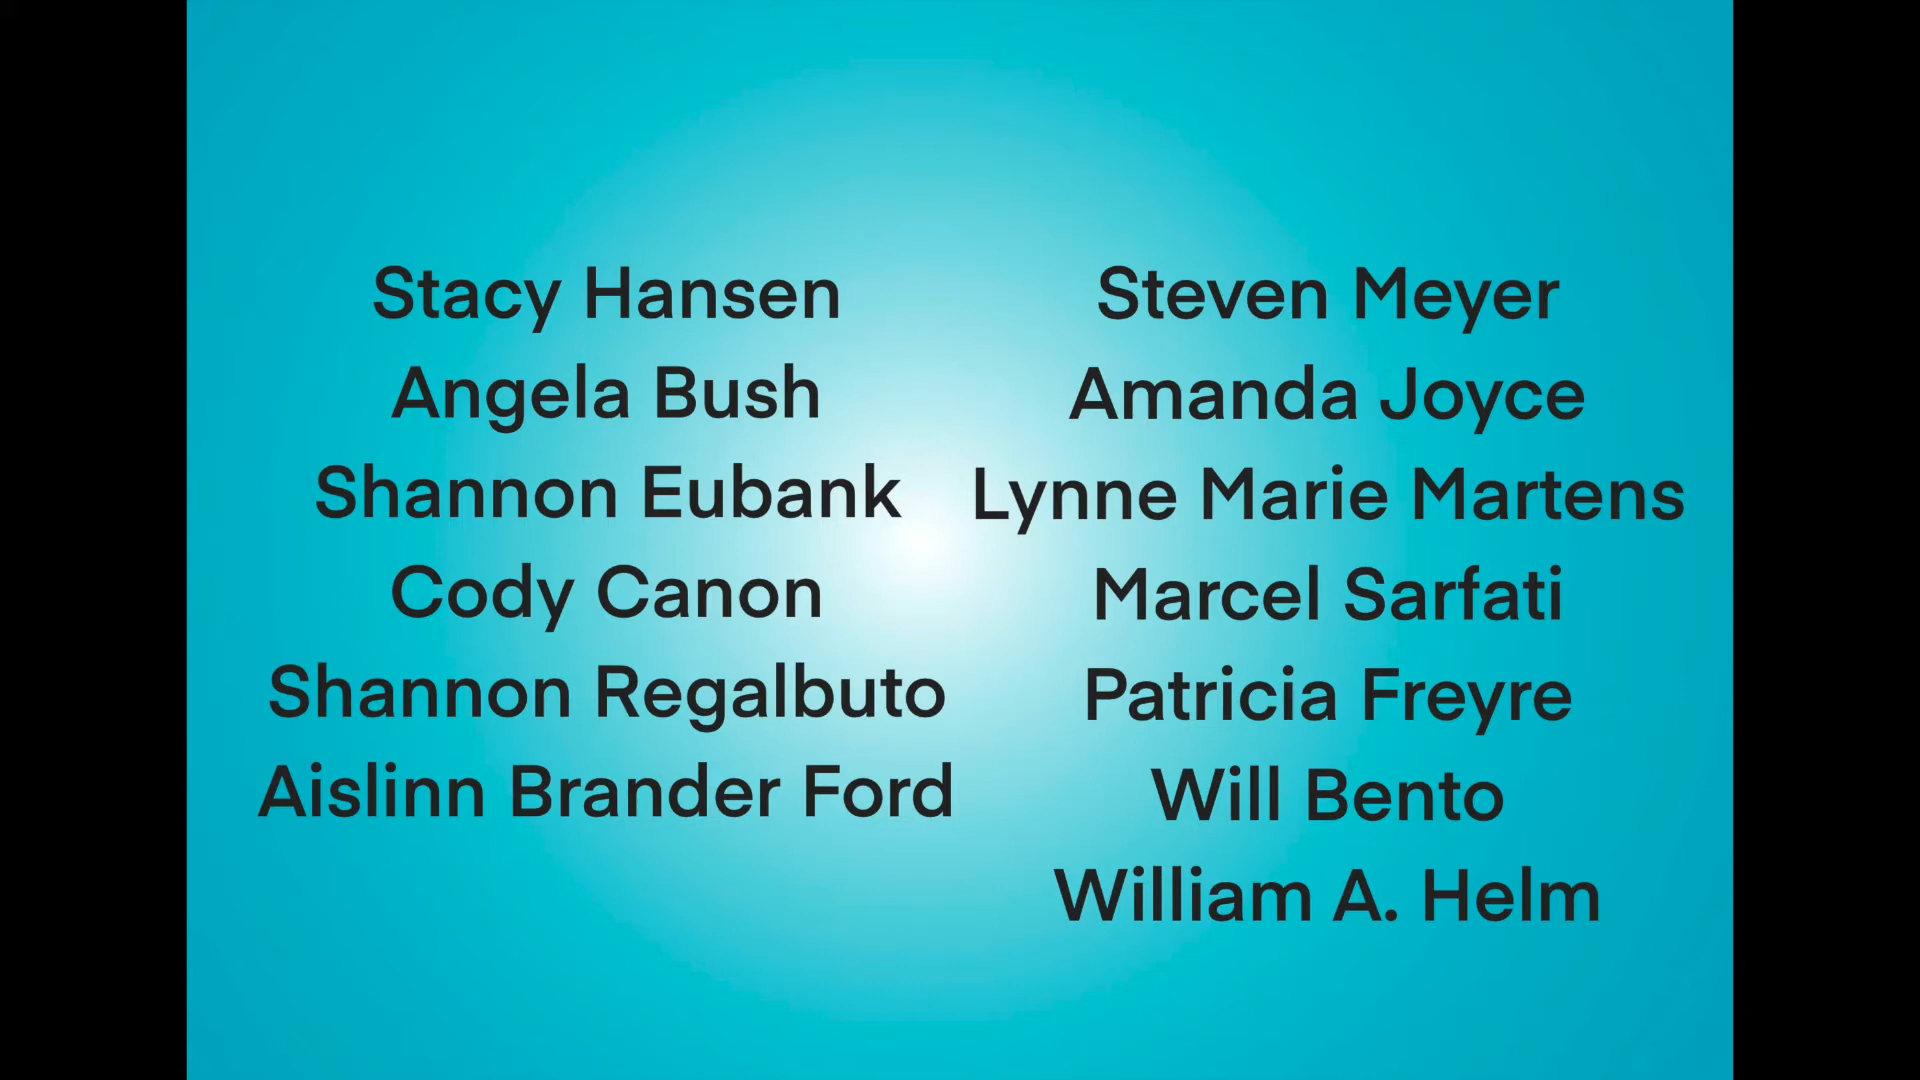 Stacy Hansen
Angela Bush
Shannon Eubank
Cody Canon
Shannon Regalbuto
Aislinn Brander Ford
Steven Meyer
Amanda Joyce
Lynne Marie Martens
Marcel Sarfati
Patricia Freyre
Will Bento
William A. Helm